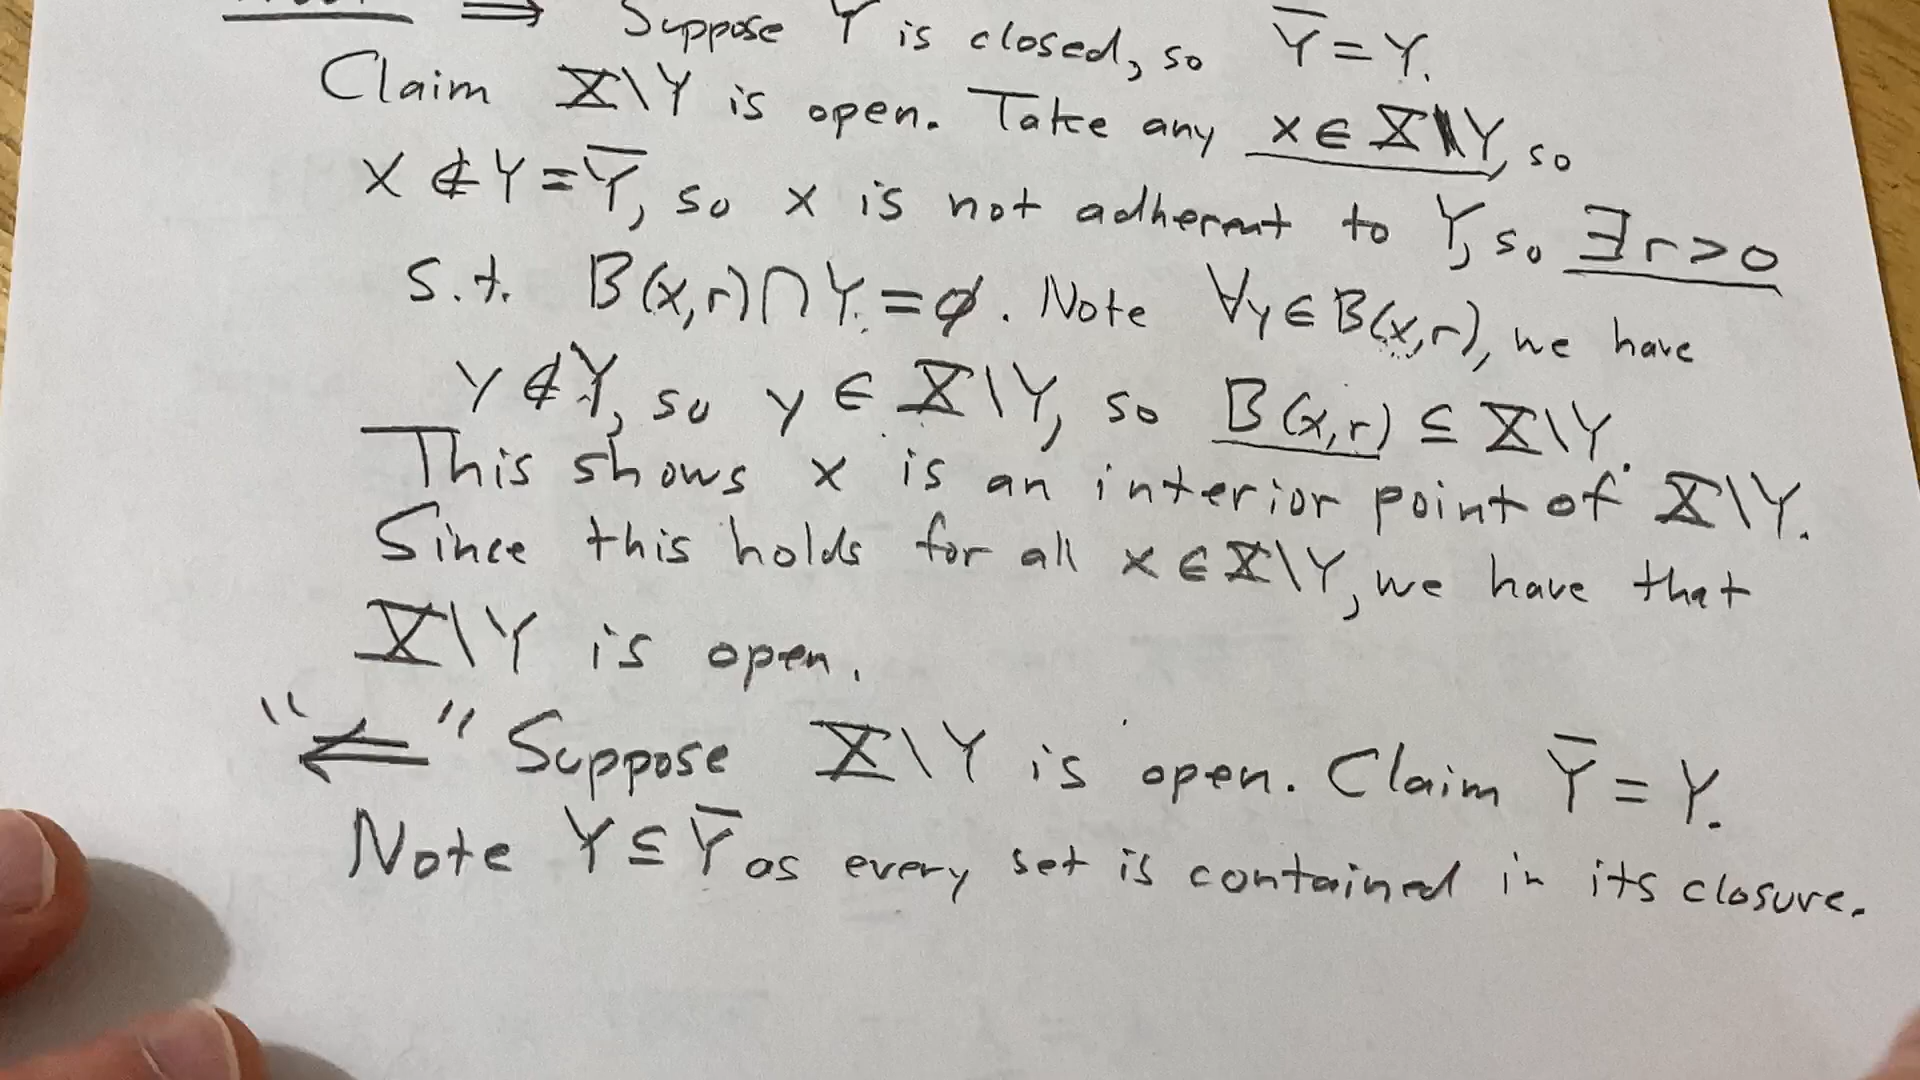 ⟹ Suppose Y is closed, so Y̅ = Y.
Claim X\Y is open. Take any x ∈ X\Y, so
x ∉ Y = Y̅, so x is not adherent to Y, so ∃ r > 0
s.t. B(x,r) ∩ Y = ∅. Note ∀y ∈ B(x,r), we have
y ∉ Y, so y ∈ X\Y, so B(x,r) ⊆ X\Y.
This shows x is an interior point of X\Y.
Since this holds for all x ∈ X\Y, we have that
X\Y is open.
"⟸" Suppose X\Y is open. Claim Y̅ = Y.
Note Y ⊆ Y̅ as every set is contained in its closure.